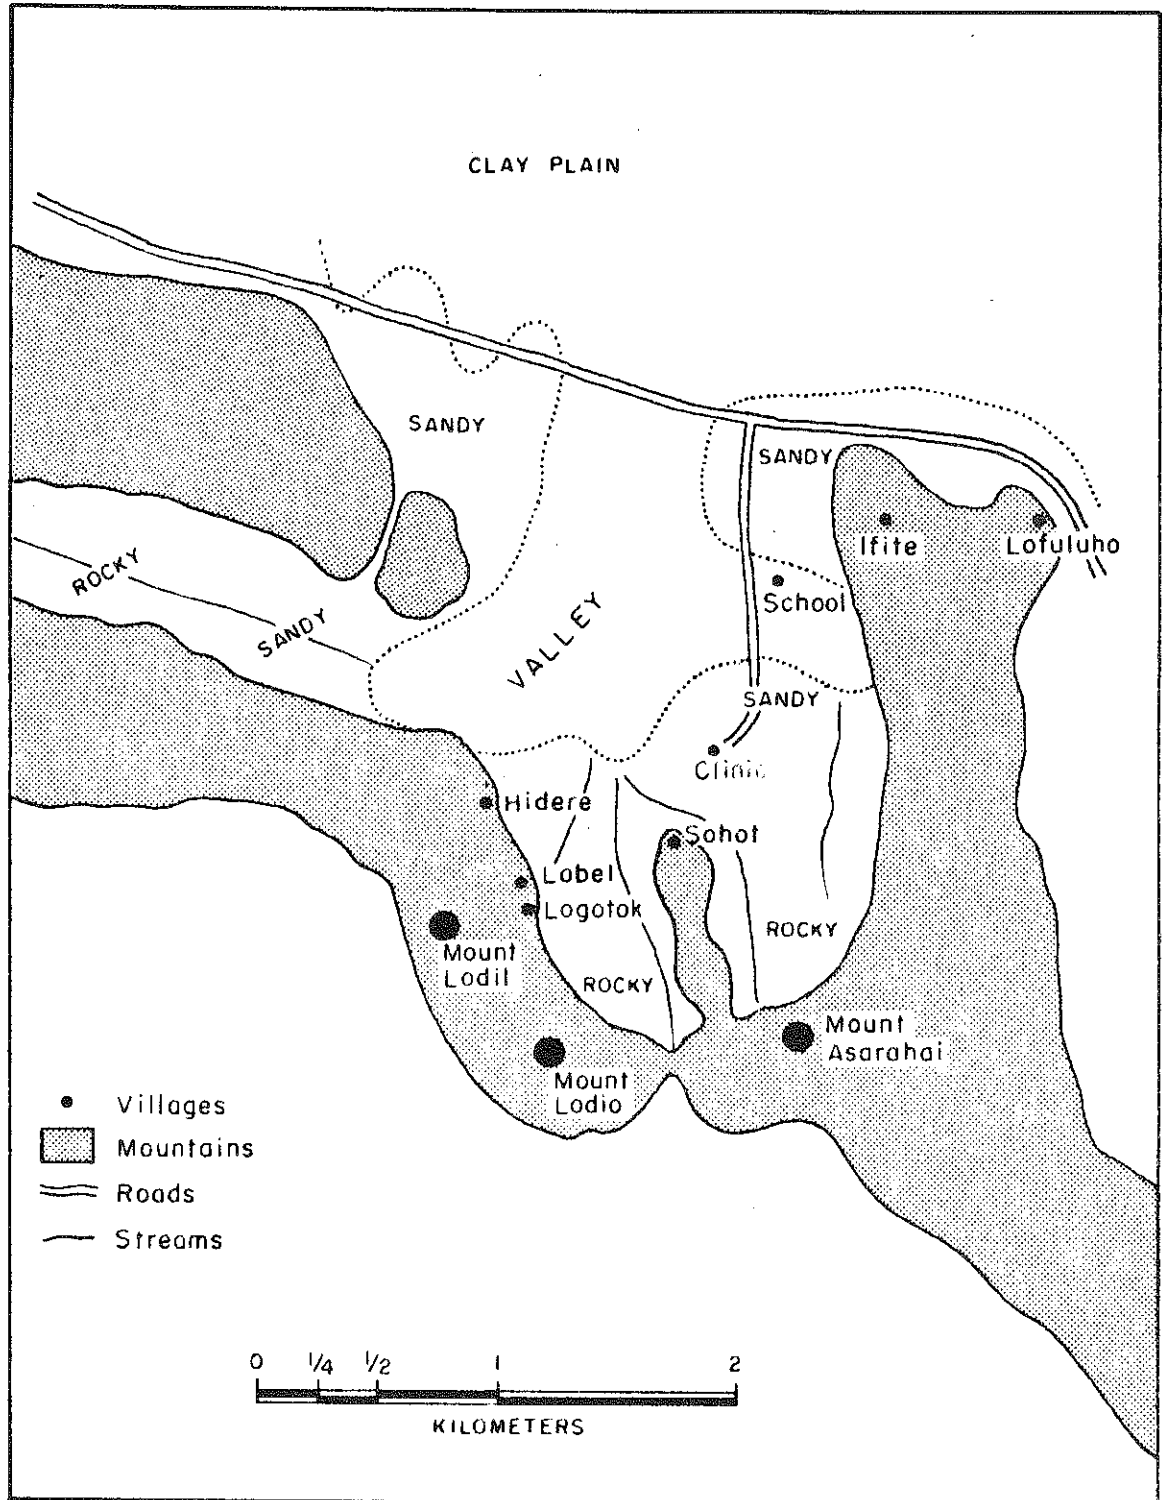 CLAY PLAIN
SANDY
SANDY
Ifite
Lofuluho
ROCKY
School
SANDY
VALLEY
SANDY
Clinic
Hidere
Sohot
Lobel
Logotok
ROCKY
Mount
Lodil
ROCKY
Mount
Asarahai
Mount
Lodio
Villages
Mountains
Roads
Streams
0 1/4 1/2 1 2
KILOMETERS